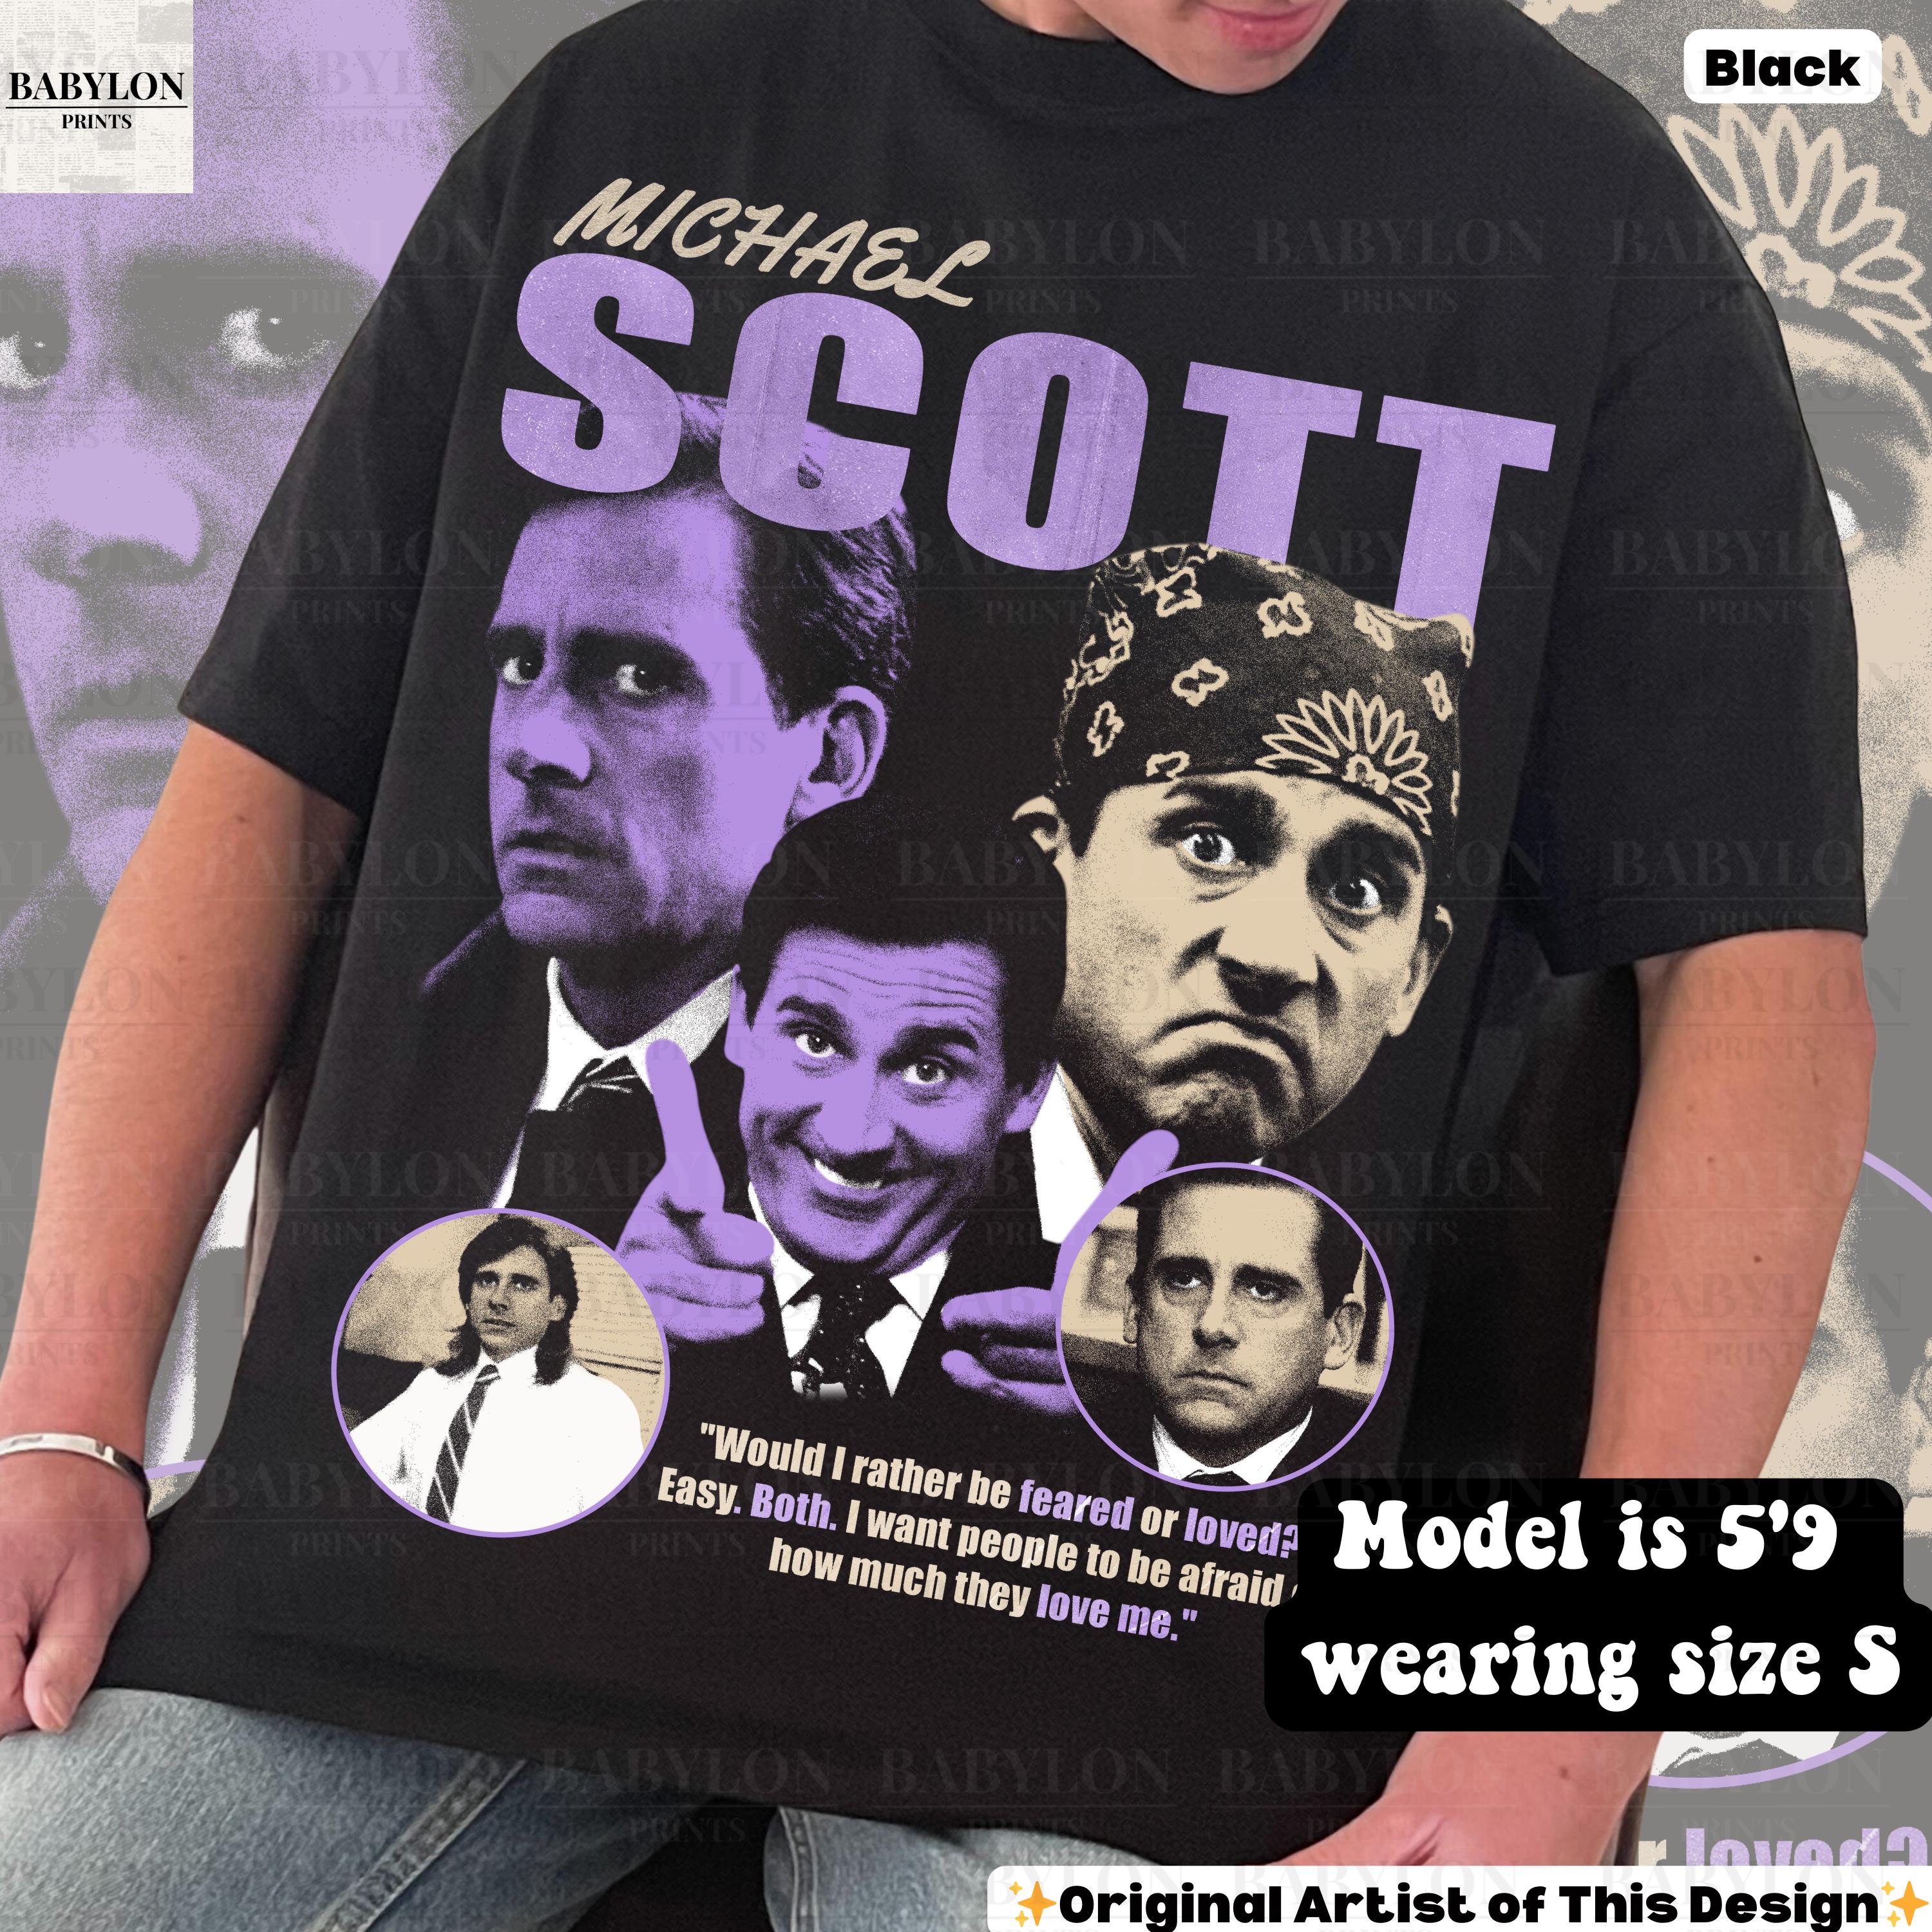 BABYLON
PRINTS
Black
MICHAEL
SCOTT
"Would I rather be feared or loved?
Easy. Both. I want people to be afraid
how much they love me."
Model is 5'9
wearing size S
r loved?
✨Original Artist of This Design✨